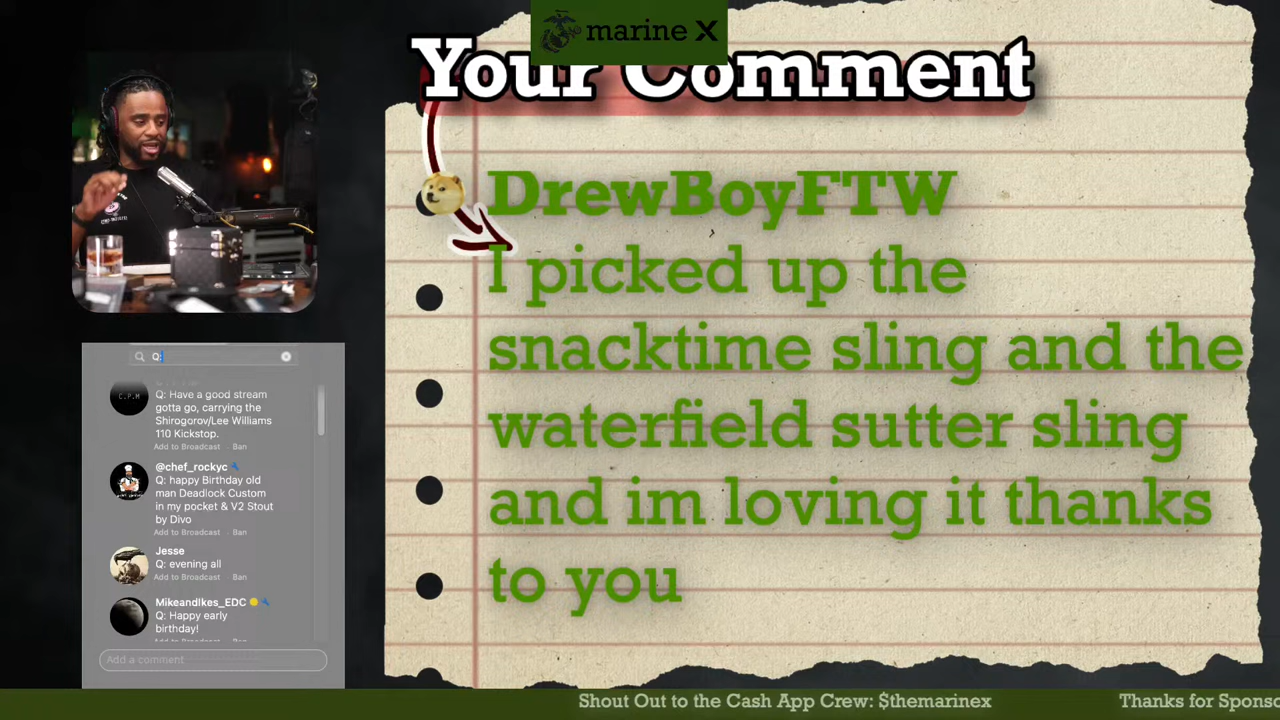 marine X
Your Comment
DrewBoyFTW
I picked up the
snacktime sling and the
waterfield sutter sling
and im loving it thanks
to you
Q:
C.P.M
Q: Have a good stream
gotta go, carrying the
Shirogorov/Lee Williams
110 Kickstop.
Add to Broadcast · Ban
@chef_rockyc
Q: happy Birthday old
man Deadlock Custom
in my pocket & V2 Stout
by Divo
Add to Broadcast · Ban
Jesse
Q: evening all
Add to Broadcast · Ban
MikeandIkes_EDC
Q: Happy early
birthday!
Add a comment
Shout Out to the Cash App Crew: $themarinex Thanks for Sponso